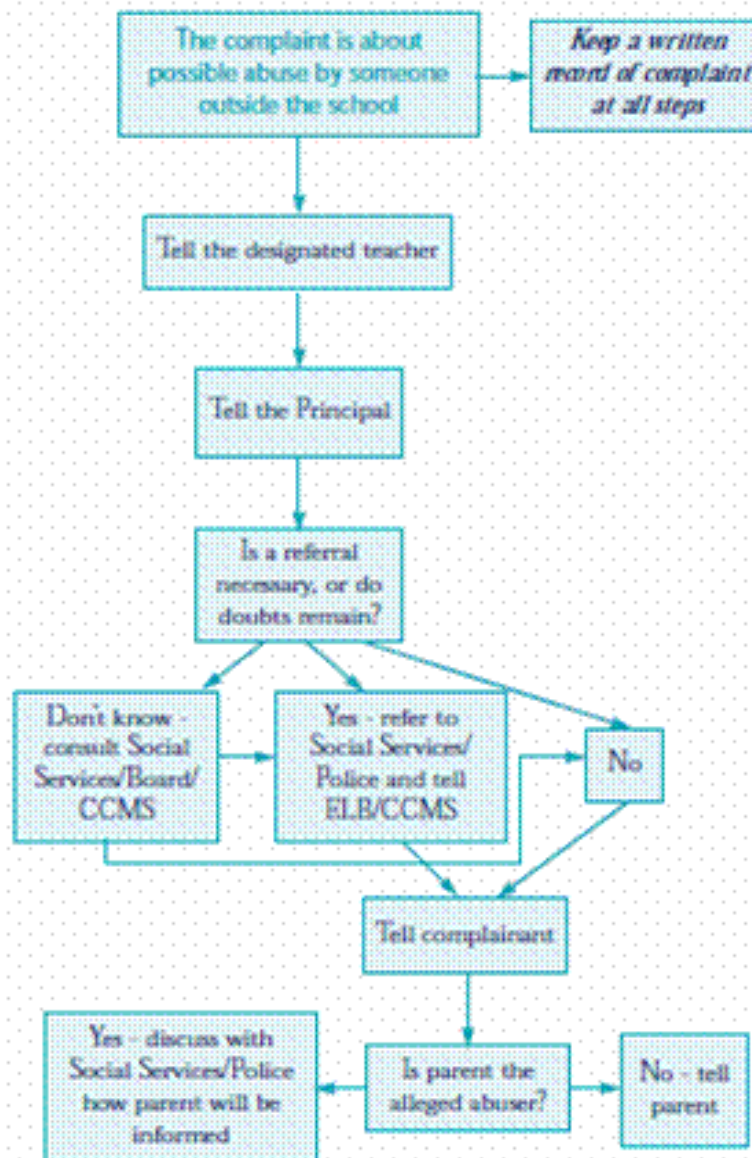 The complaint is about
possible abuse by someone
outside the school
Keep a written
record of complaint
at all steps
Tell the designated teacher
Tell the Principal
Is a referral
necessary, or do
doubts remain?
Don't know -
consult Social
Services/Board/
CCMS
Yes - refer to
Social Services/
Police and tell
ELB/CCMS
No
Tell complainant
Yes - discuss with
Social Services/Police
how parent will be
informed
Is parent the
alleged abuser?
No - tell
parent